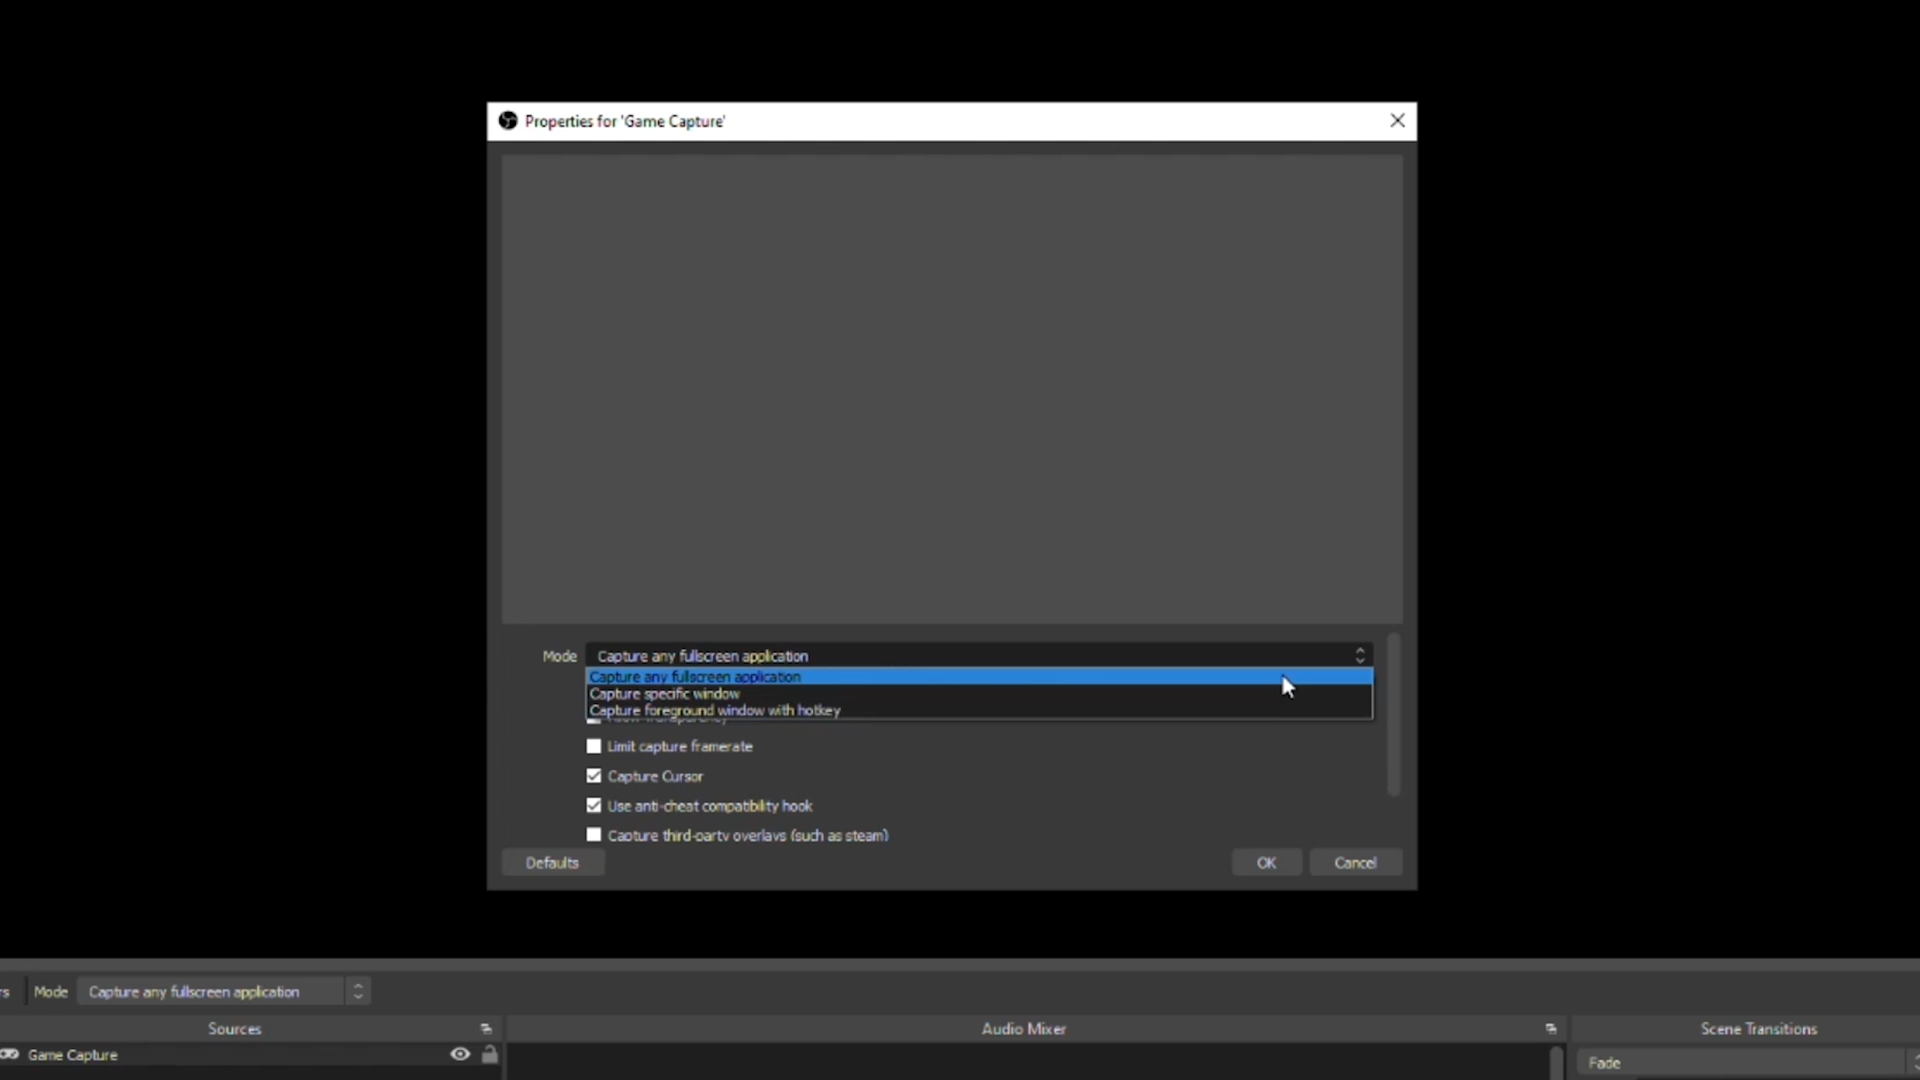 Properties for 'Game Capture'
Mode
Capture any fullscreen application
Capture any fullscreen application
Capture specific window
Capture foreground window with hotkey
Limit capture framerate
Capture Cursor
Use anti-cheat compatibility hook
Capture third-party overlays (such as steam)
Defaults
OK
Cancel
rs
Mode
Capture any fullscreen application
Sources
Audio Mixer
Scene Transitions
Game Capture
Fade